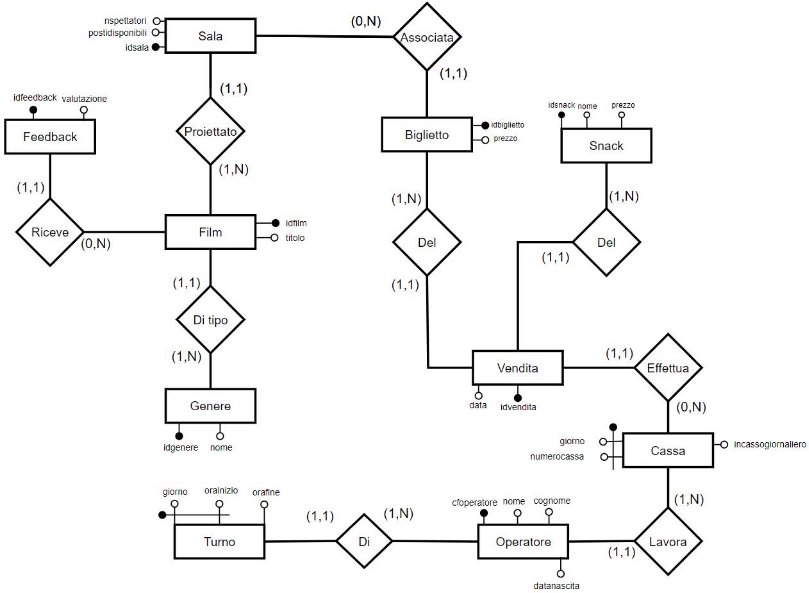 nspettatori
postidisponibili
idsala
Sala
(0,N)
Associata
(1,1)
(1,1)
idfeedback valutazione
Feedback
Proiettato
Biglietto
idbiglietto
prezzo
idsnack nome prezzo
Snack
(1,1)
(1,N)
(1,N)
(1,N)
Riceve
(0,N)
Film
idfilm
titolo
Del
Del
(1,1)
(1,1)
(1,1)
Di tipo
(1,N)
Vendita
(1,1)
Effettua
data
idvendita
(0,N)
Genere
idgenere
nome
giorno
numerocassa
Cassa
incassogiornaliero
giorno orainizio orafine
(1,1)
(1,N)
cfoperatore nome cognome
(1,N)
Turno
Di
Operatore
(1,1)
Lavora
datanascita